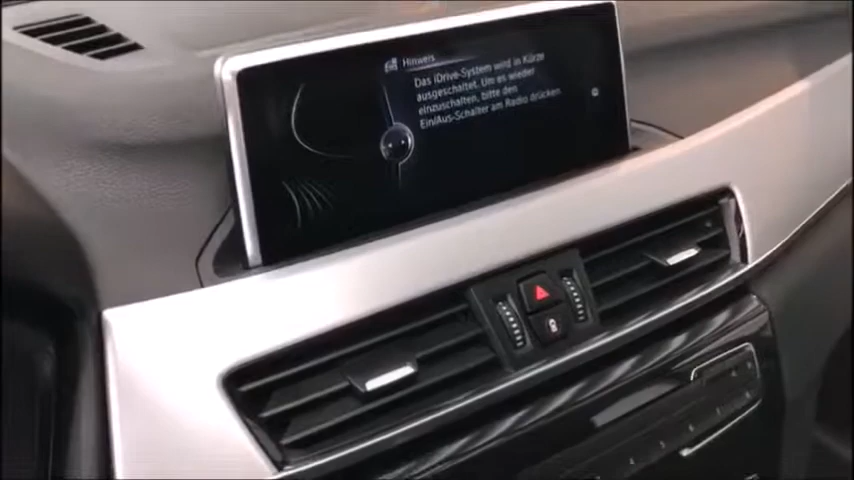 Hinweis
Das iDrive-System wird in Kürze
ausgeschaltet. Um es wieder
einzuschalten, bitte den
Ein/Aus-Schalter am Radio drücken.